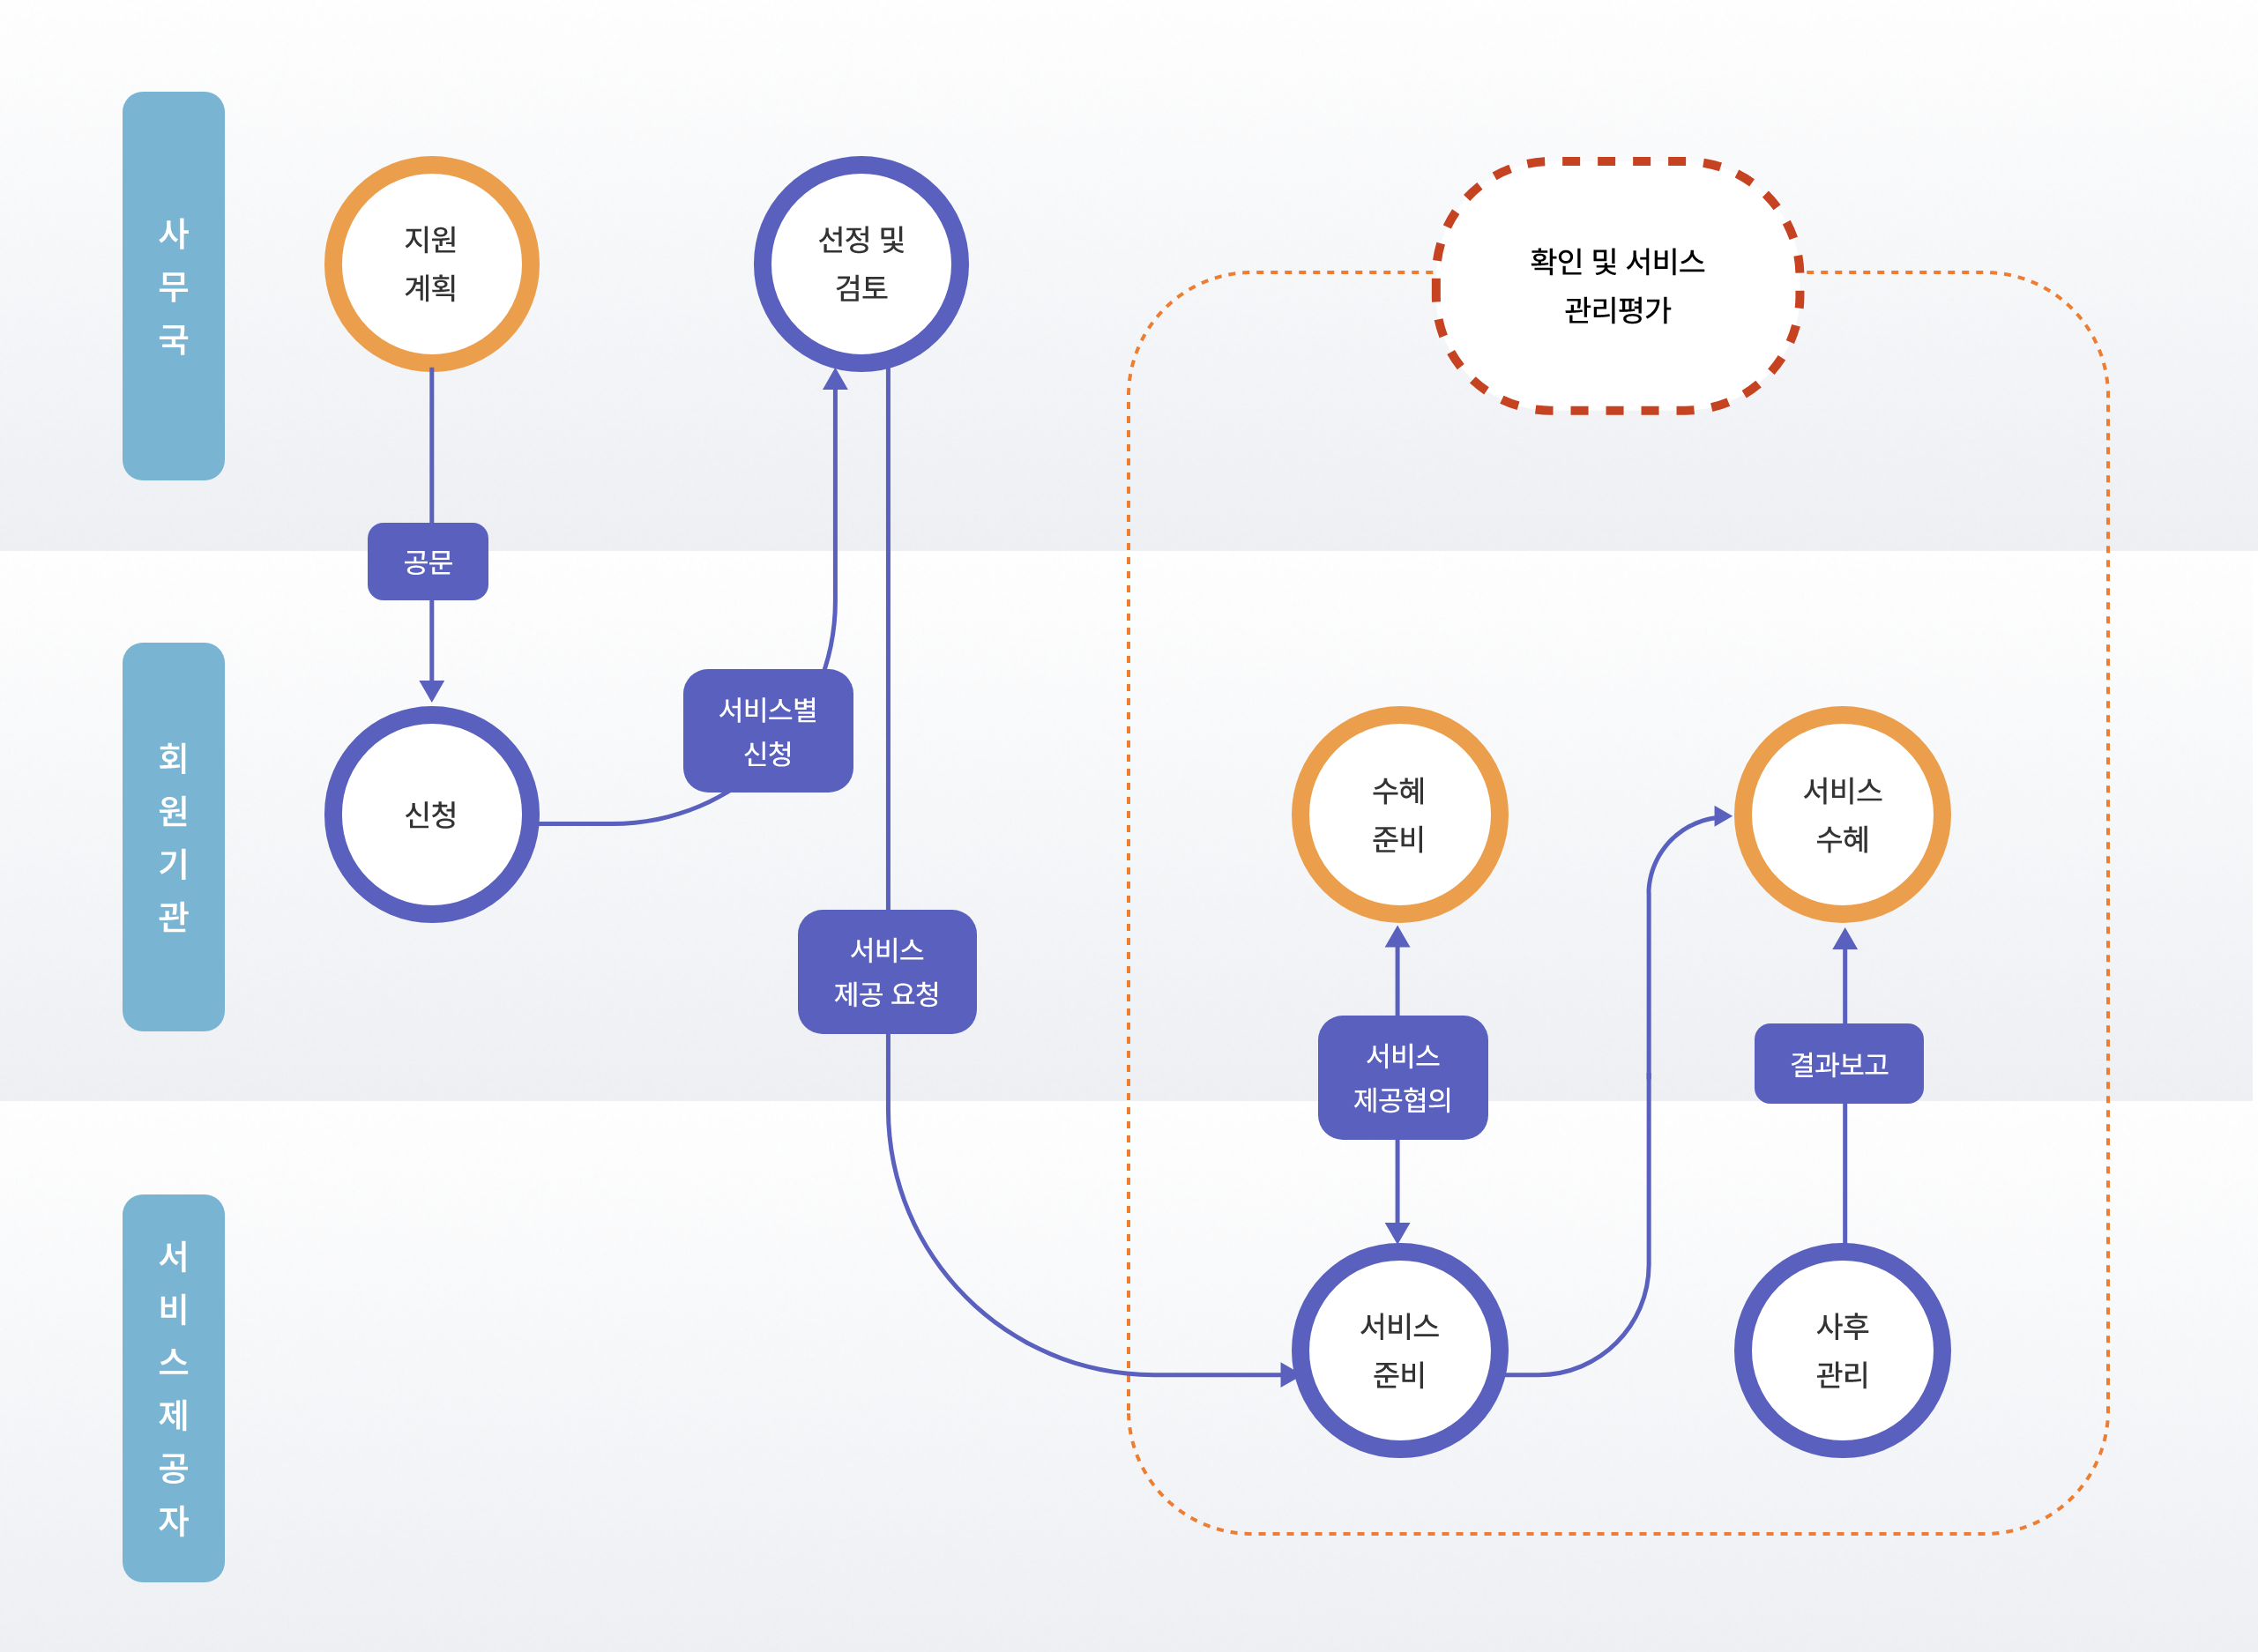 사무국
지원
계획
선정 및
검토
확인 및 서비스
관리평가
공문
회원기관
신청
서비스별
신청
수혜
준비
서비스
수혜
서비스
제공 요청
서비스
제공협의
결과보고
서비스제공자
서비스
준비
사후
관리